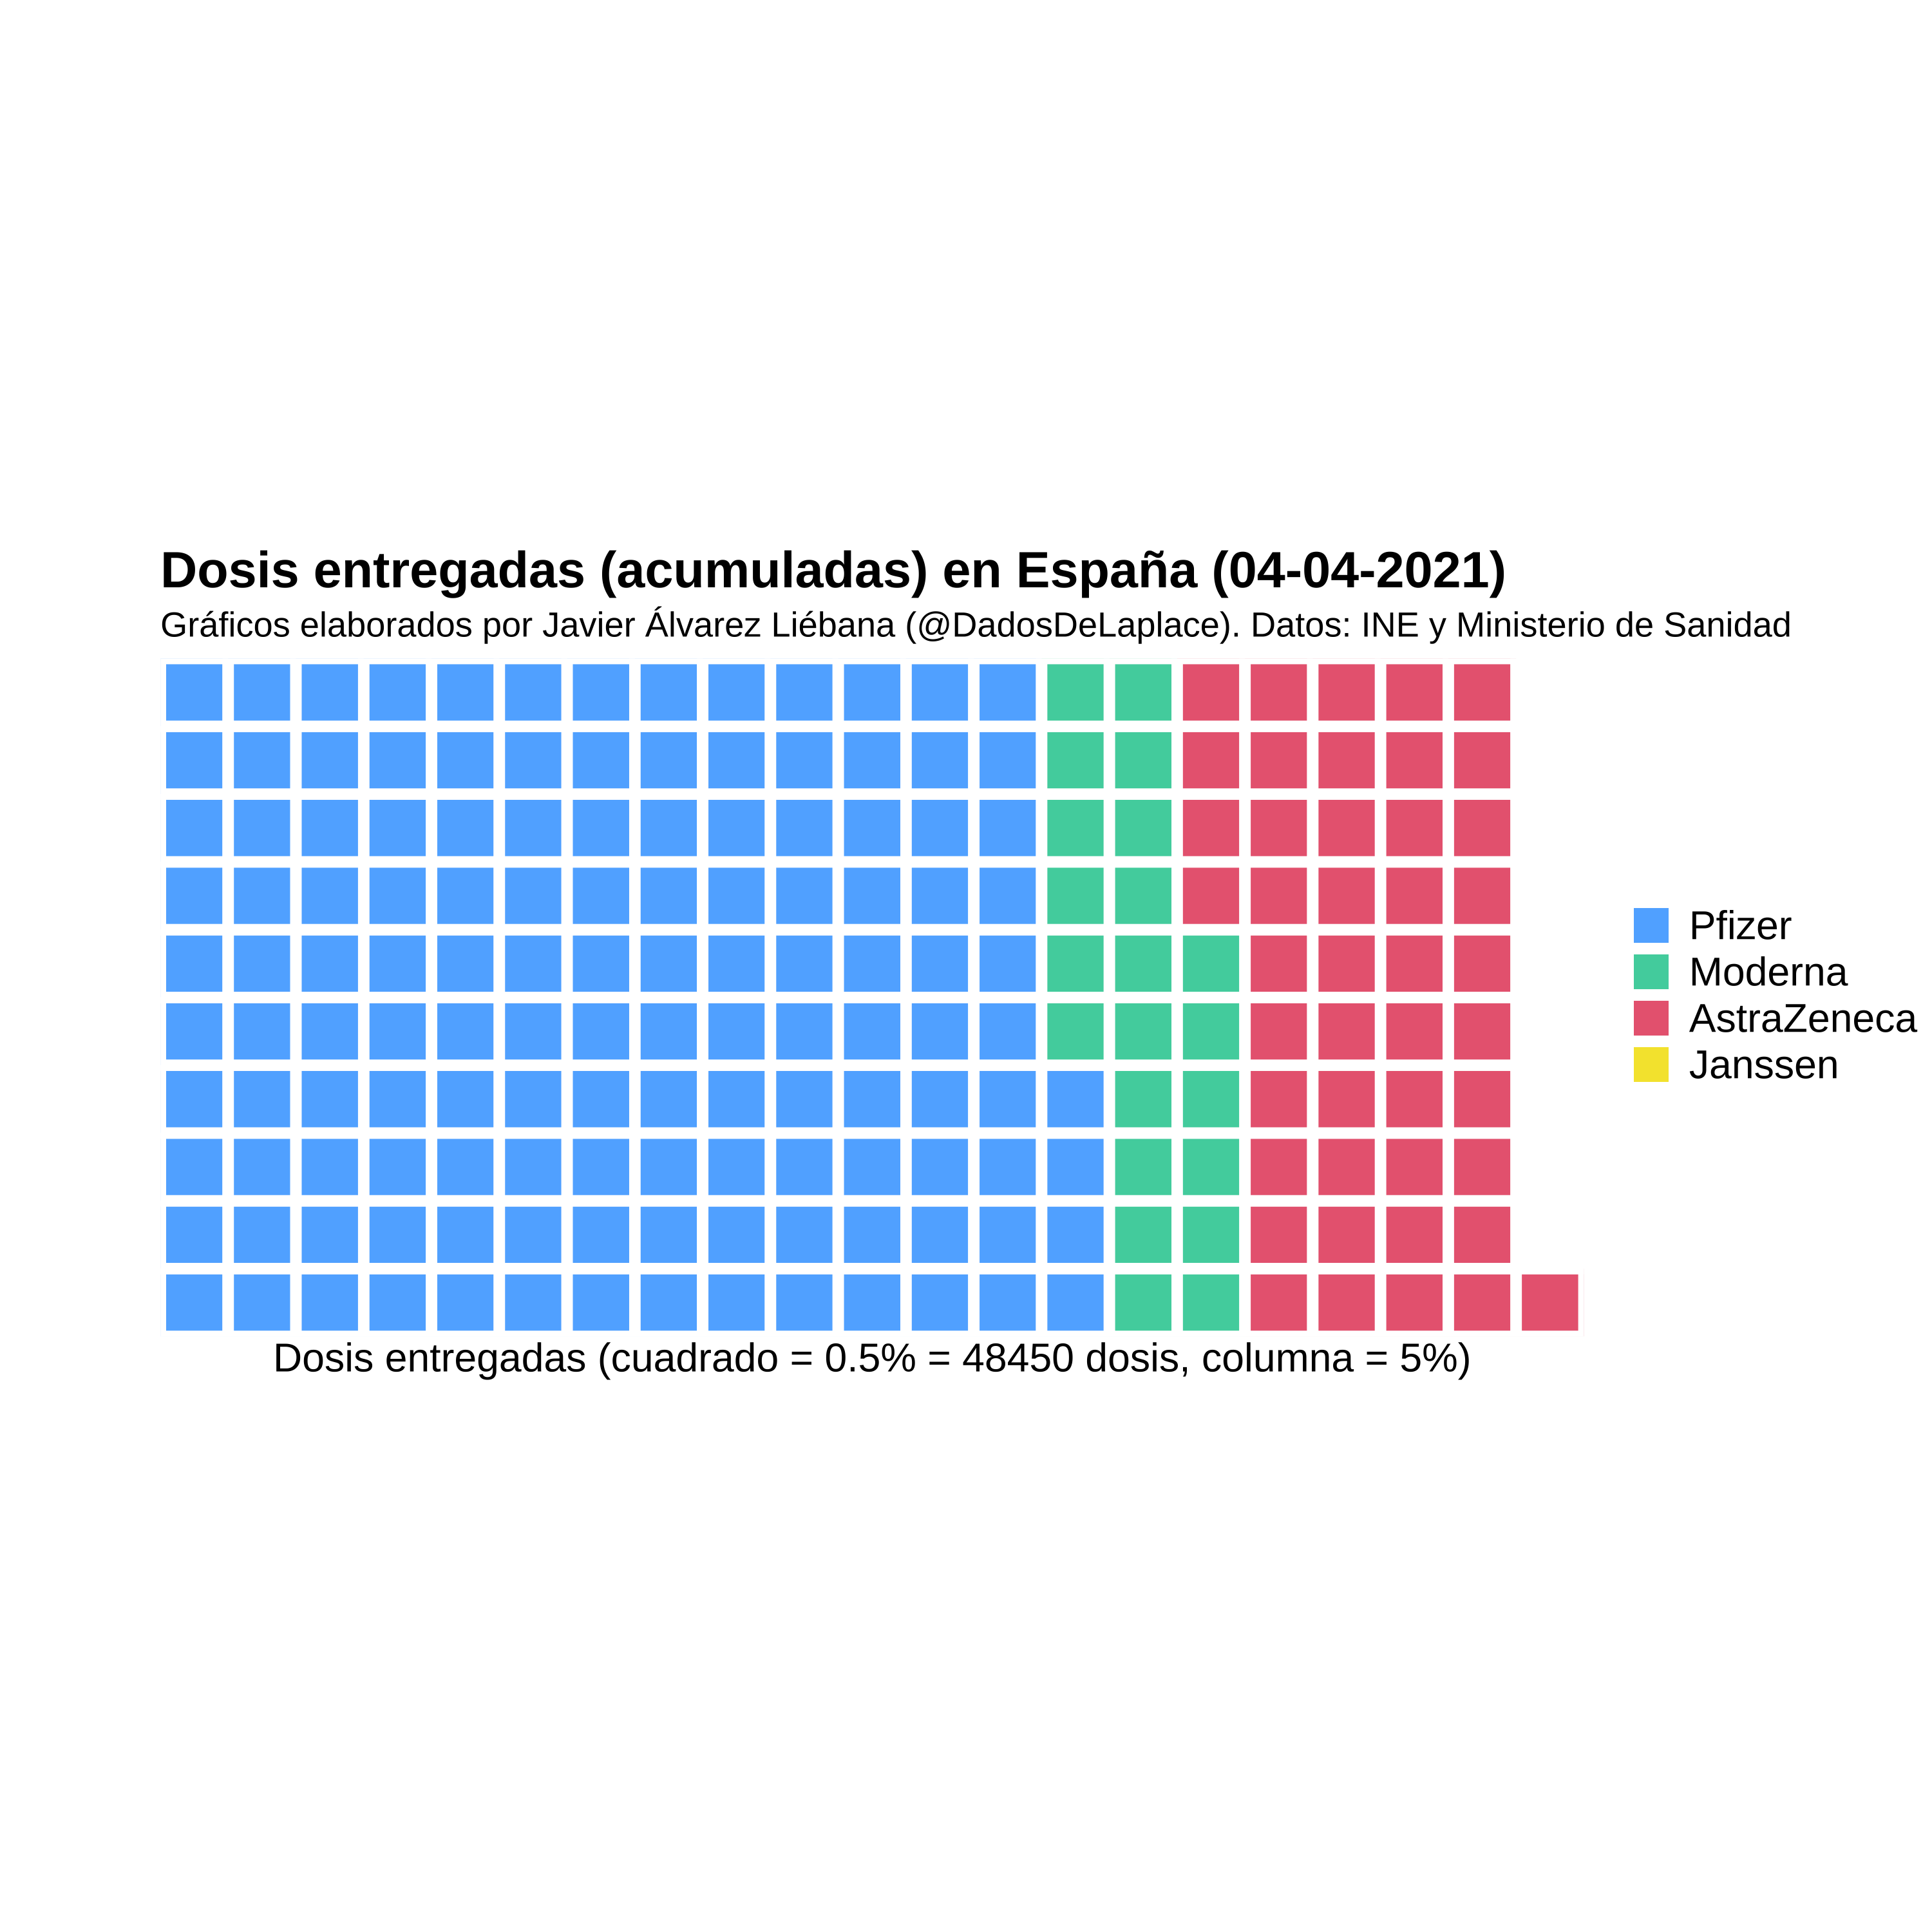 Dosis entregadas (acumuladas) en España (04-04-2021)
Gráficos elaborados por Javier Álvarez Liébana (@DadosDeLaplace). Datos: INE y Ministerio de Sanidad
Pfizer
Moderna
AstraZeneca
Janssen
Dosis entregadas (cuadrado = 0.5% = 48450 dosis, columna = 5%)